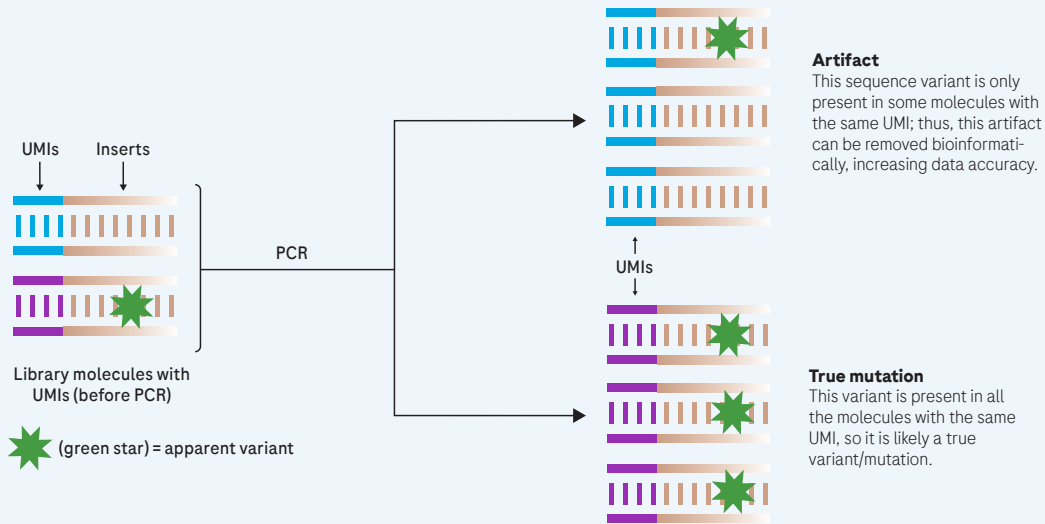 UMIs
Inserts
Library molecules with
UMIs (before PCR)
(green star) = apparent variant
PCR
UMIs
Artifact
This sequence variant is only
present in some molecules with
the same UMI; thus, this artifact
can be removed bioinformati-
cally, increasing data accuracy.
True mutation
This variant is present in all
the molecules with the same
UMI, so it is likely a true
variant/mutation.